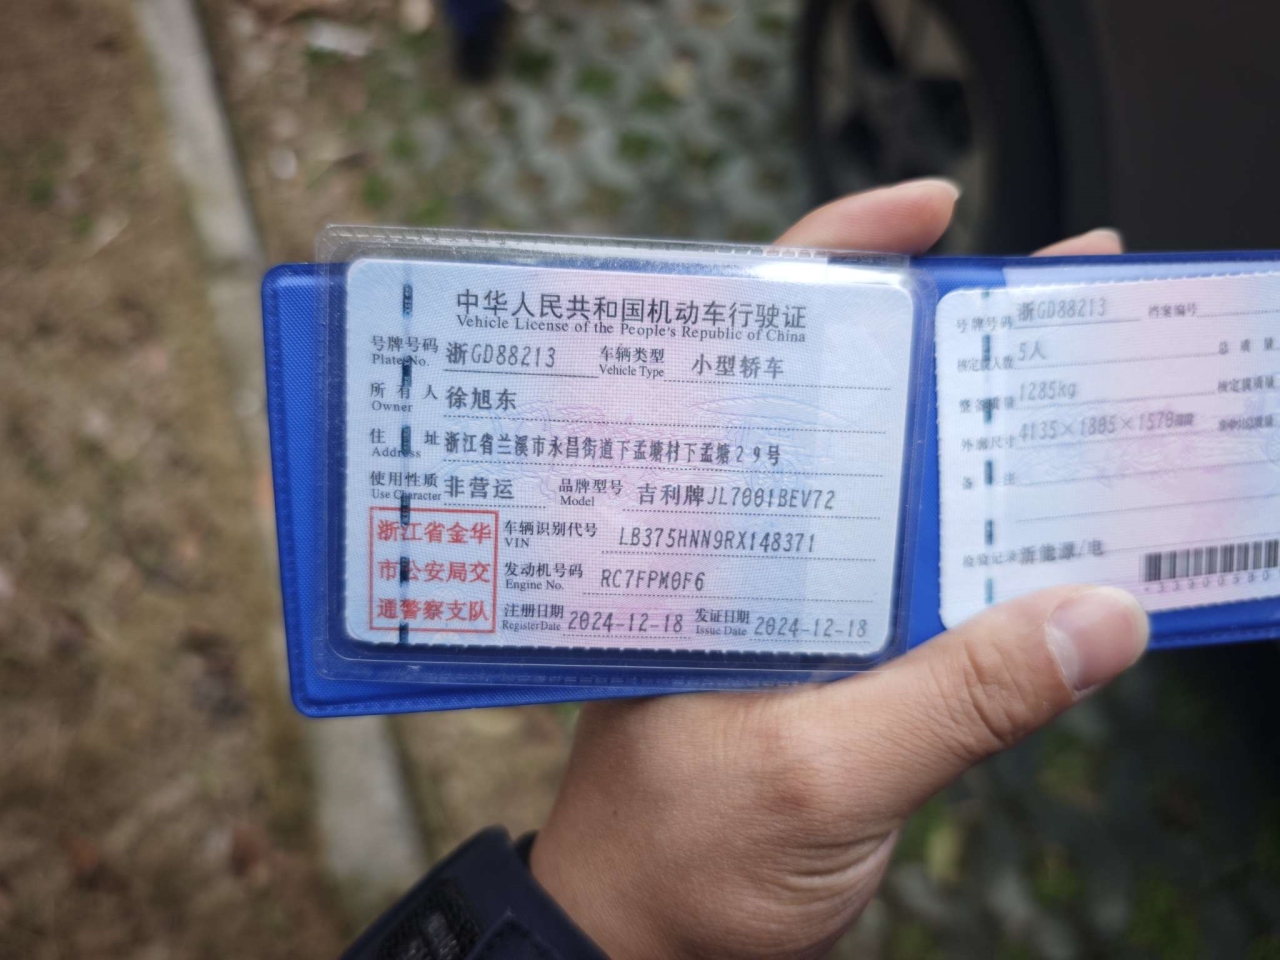 中华人民共和国机动车行驶证
Vehicle License of the People's Republic of China
号牌号码 浙GD88213 车辆类型 小型轿车
Plate No. Vehicle Type
所有人 徐旭东
Owner
住址 浙江省兰溪市永昌街道下孟塘村下孟塘29号
Address
使用性质 非营运 品牌型号 吉利牌JL7001BEV72
Use Character Model
浙江省金华
市公安局交
通警察支队
车辆识别代号 LB375HNN9RX148371
VIN
发动机号码 RC7FPM0F6
Engine No.
注册日期 2024-12-18 发证日期 2024-12-18
Register Date Issue Date
号牌号码 浙GD88213 档案编号
核定载人数 5人 总质量
整备质量 1285kg 核定载质量
外廓尺寸 4135×1805×1570mm
备注
检验记录 新能源/电